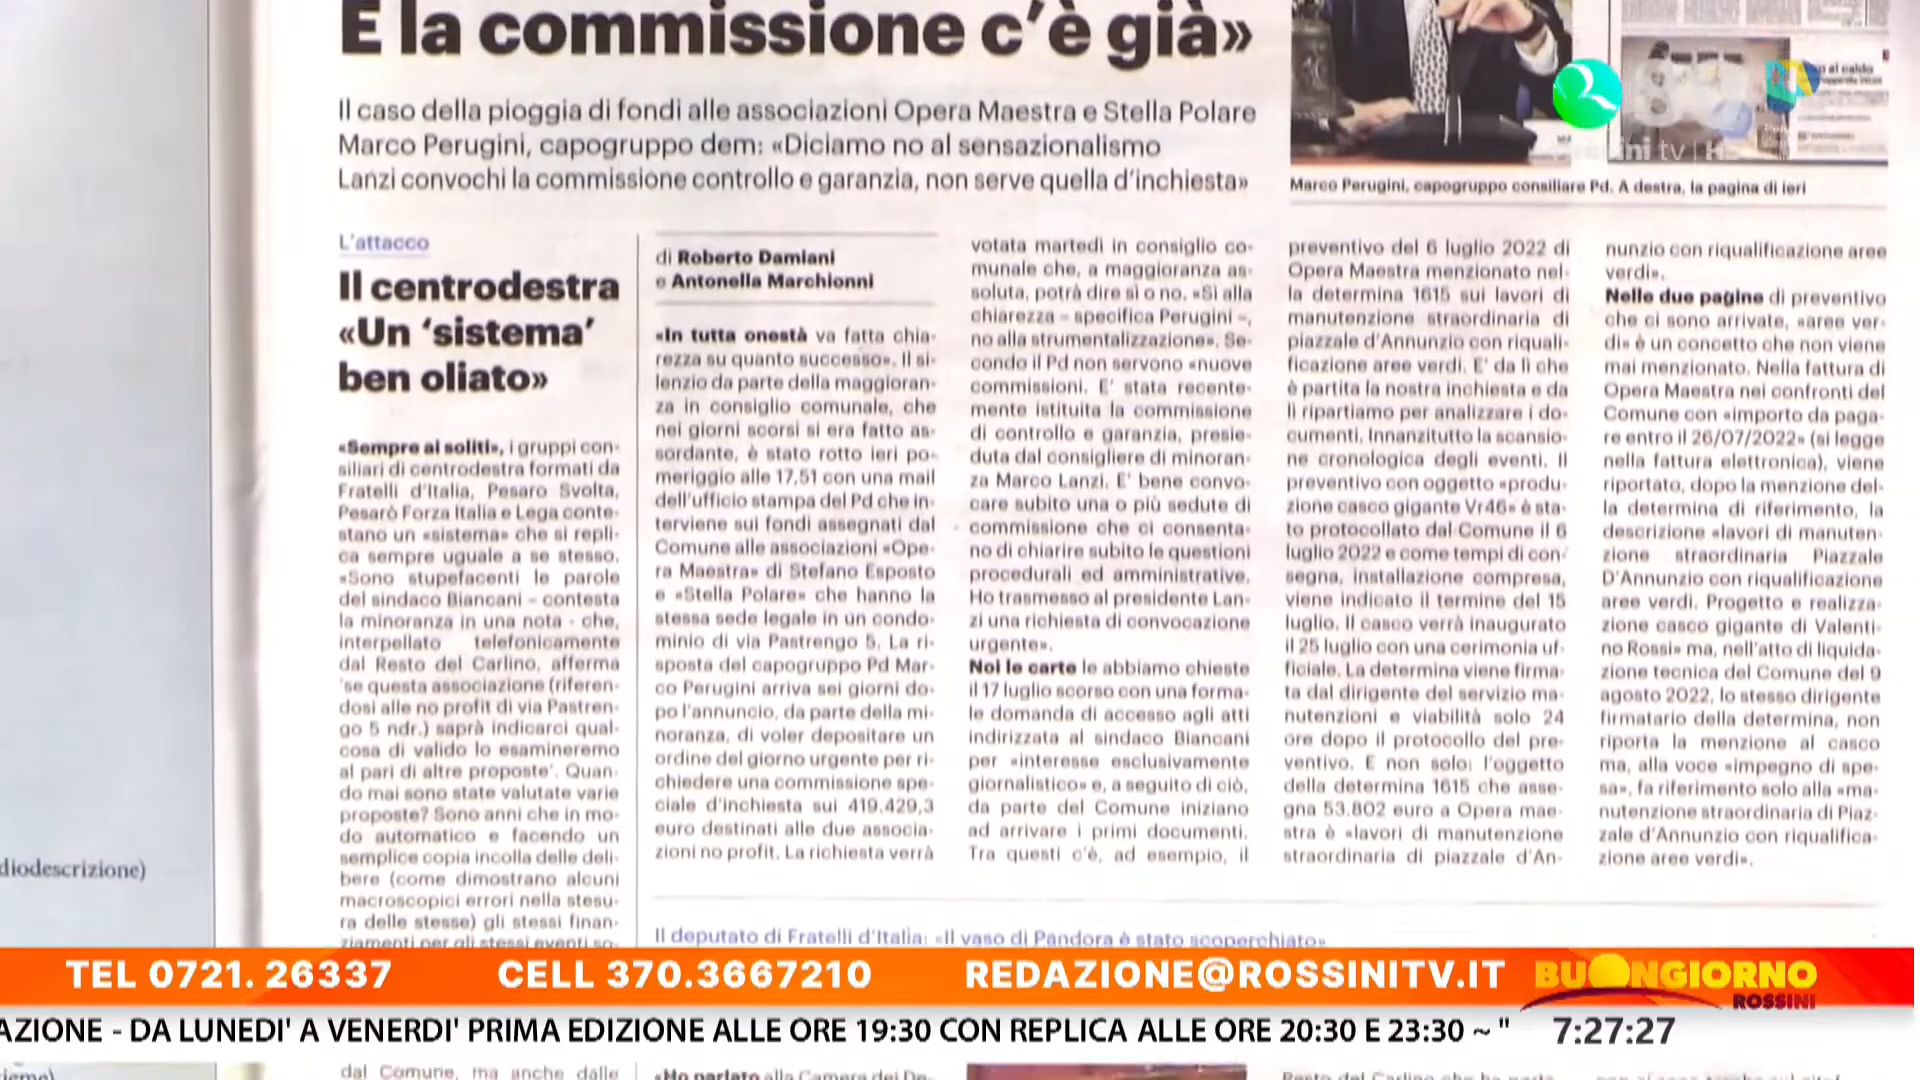 E la commissione c'è già»
Il caso della pioggia di fondi alle associazioni Opera Maestra e Stella Polare
Marco Perugini, capogruppo dem: «Diciamo no al sensazionalismo
Lanzi convochi la commissione controllo e garanzia, non serve quella d'inchiesta»
Marco Perugini, capogruppo consiliare Pd. A destra, la pagina di ieri
L'attacco
Il centrodestra
«Un 'sistema'
ben oliato»
«Sempre ai soliti», i gruppi con-
siliari di centrodestra formati da
Fratelli d'Italia, Pesaro Svolta,
Pesarò Forza Italia e Lega conte-
stano un «sistema» che si repli-
ca sempre uguale a se stesso.
«Sono stupefacenti le parole
del sindaco Biancani – contesta
la minoranza in una nota - che,
interpellato telefonicamente
dal Resto del Carlino, afferma
'se questa associazione (riferen-
dosi alle no profit di via Pastren-
go 5 ndr.) saprà indicarci qual-
cosa di valido lo esamineremo
al pari di altre proposte'. Quan-
do mai sono state valutate varie
proposte? Sono anni che in mo-
do automatico e facendo un
semplice copia incolla delle deli-
bere (come dimostrano alcuni
macroscopici errori nella stesu-
ra delle stesse) gli stessi finan-
ziamenti per gli stessi eventi so-
dal Comune, ma anche dalle
di Roberto Damiani
e Antonella Marchionni
«In tutta onestà va fatta chia-
rezza su quanto successo». Il si-
lenzio da parte della maggioran-
za in consiglio comunale, che
nei giorni scorsi si era fatto as-
sordante, è stato rotto ieri po-
meriggio alle 17,51 con una mail
dell'ufficio stampa del Pd che in-
terviene sui fondi assegnati dal
Comune alle associazioni «Ope-
ra Maestra» di Stefano Esposto
e «Stella Polare» che hanno la
stessa sede legale in un condo-
minio di via Pastrengo 5. La ri-
sposta del capogruppo Pd Mar-
co Perugini arriva sei giorni do-
po l'annuncio, da parte della mi-
noranza, di voler depositare un
ordine del giorno urgente per ri-
chiedere una commissione spe-
ciale d'inchiesta sui 419.429,3
euro destinati alle due associa-
zioni no profit. La richiesta verrà
votata martedì in consiglio co-
munale che, a maggioranza as-
soluta, potrà dire sì o no. «Sì alla
chiarezza – specifica Perugini –,
no alla strumentalizzazione». Se-
condo il Pd non servono «nuove
commissioni. E' stata recente-
mente istituita la commissione
di controllo e garanzia, presie-
duta dal consigliere di minoran-
za Marco Lanzi. E' bene convo-
care subito una o più sedute di
commissione che ci consenta-
no di chiarire subito le questioni
procedurali ed amministrative.
Ho trasmesso al presidente Lan-
zi una richiesta di convocazione
urgente».
Noi le carte le abbiamo chieste
il 17 luglio scorso con una forma-
le domanda di accesso agli atti
indirizzata al sindaco Biancani
per «interesse esclusivamente
giornalistico» e, a seguito di ciò,
da parte del Comune iniziano
ad arrivare i primi documenti.
Tra questi c'è, ad esempio, il
preventivo del 6 luglio 2022 di
Opera Maestra menzionato nel-
la determina 1615 sui lavori di
manutenzione straordinaria di
piazzale d'Annunzio con riquali-
ficazione aree verdi. E' da lì che
è partita la nostra inchiesta e da
lì ripartiamo per analizzare i do-
cumenti. Innanzitutto la scansio-
ne cronologica degli eventi. Il
preventivo con oggetto «produ-
zione casco gigante Vr46» è sta-
to protocollato dal Comune il 6
luglio 2022 e come tempi di con-
segna, installazione compresa,
viene indicato il termine del 15
luglio. Il casco verrà inaugurato
il 25 luglio con una cerimonia uf-
ficiale. La determina viene firma-
ta dal dirigente del servizio ma-
nutenzioni e viabilità solo 24
ore dopo il protocollo del pre-
ventivo. E non solo: l'oggetto
della determina 1615 che asse-
gna 53.802 euro a Opera mae-
stra è «lavori di manutenzione
straordinaria di piazzale d'An-
nunzio con riqualificazione aree
verdi».
Nelle due pagine di preventivo
che ci sono arrivate, «aree ver-
di» è un concetto che non viene
mai menzionato. Nella fattura di
Opera Maestra nei confronti del
Comune con «importo da paga-
re entro il 26/07/2022» (si legge
nella fattura elettronica), viene
riportato, dopo la menzione del-
la determina di riferimento, la
descrizione «lavori di manuten-
zione straordinaria Piazzale
D'Annunzio con riqualificazione
aree verdi. Progetto e realizza-
zione casco gigante di Valenti-
no Rossi» ma, nell'atto di liquida-
zione tecnica del Comune del 9
agosto 2022, lo stesso dirigente
firmatario della determina, non
riporta la menzione al casco
ma, alla voce «impegno di spe-
sa», fa riferimento solo alla «ma-
nutenzione straordinaria di Piaz-
zale d'Annunzio con riqualifica-
zione aree verdi».
Il deputato di Fratelli d'Italia: «Il vaso di Pandora è stato scoperchiato»
«Ho parlato alla Camera dei De-
diodescrizione)
TEL 0721. 26337 CELL 370.3667210 REDAZIONE@ROSSINITV.IT
BUONGIORNO
ROSSINI
AZIONE - DA LUNEDI' A VENERDI' PRIMA EDIZIONE ALLE ORE 19:30 CON REPLICA ALLE ORE 20:30 E 23:30 ~ "
7:27:27